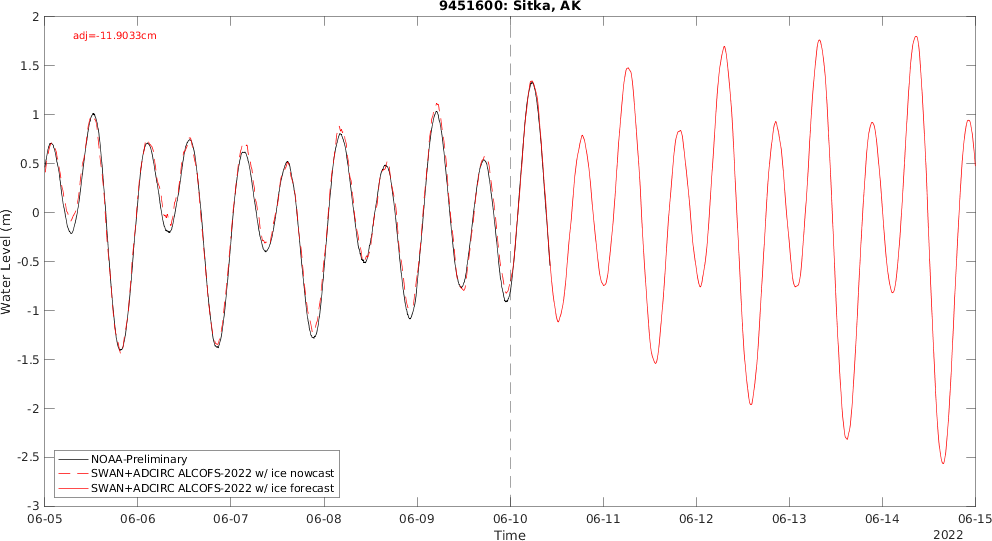 9451600: Sitka, AK
adj=-11.9033cm
2
1.5
1
0.5
0
-0.5
-1
-1.5
-2
-2.5
-3
Water Level (m)
NOAA-Preliminary
SWAN+ADCIRC ALCOFS-2022 w/ ice nowcast
SWAN+ADCIRC ALCOFS-2022 w/ ice forecast
06-05 06-06 06-07 06-08 06-09 06-10 06-11 06-12 06-13 06-14 06-15
Time
2022